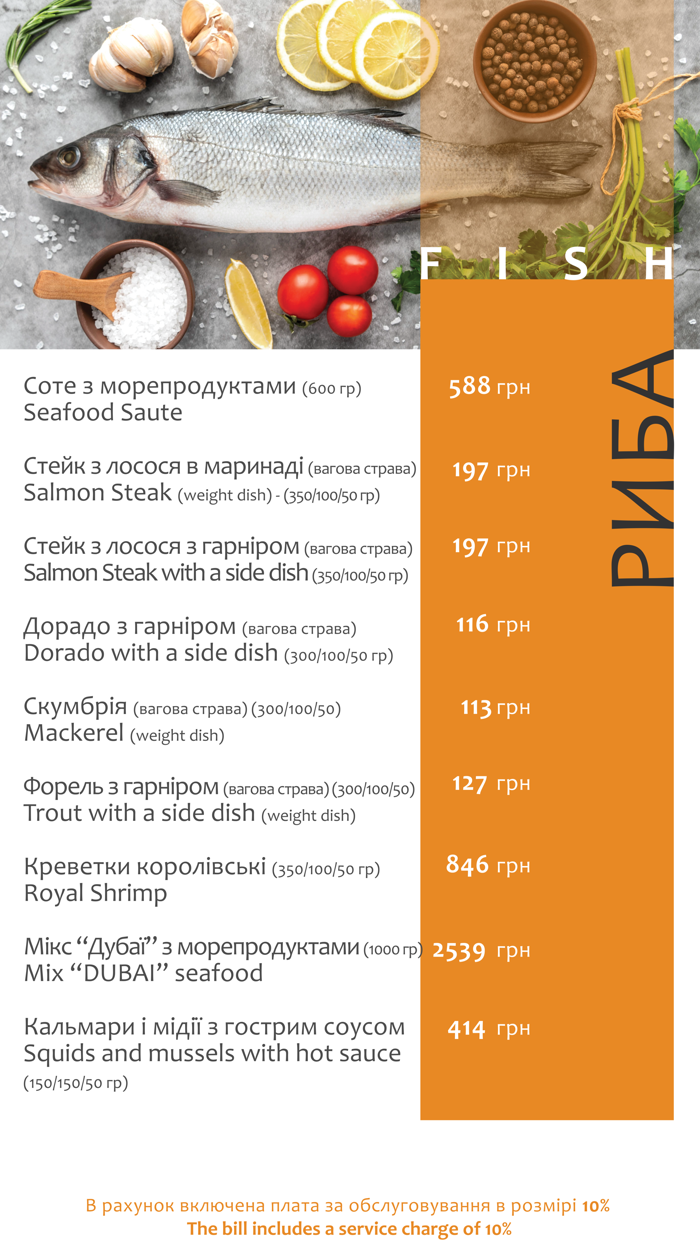 FISH
РИБА
Соте з морепродуктами (600 гр) 588 грн
Seafood Saute
Стейк з лосося в маринаді (вагова страва) 197 грн
Salmon Steak (weight dish) - (350/100/50 гр)
Стейк з лосося з гарніром (вагова страва) 197 грн
Salmon Steak with a side dish (350/100/50 гр)
Дорадо з гарніром (вагова страва) 116 грн
Dorado with a side dish (300/100/50 гр)
Скумбрія (вагова страва) (300/100/50) 113 грн
Mackerel (weight dish)
Форель з гарніром (вагова страва) (300/100/50) 127 грн
Trout with a side dish (weight dish)
Креветки королівські (350/100/50 гр) 846 грн
Royal Shrimp
Мікс “Дубаї” з морепродуктами (1000 гр) 2539 грн
Mix “DUBAI” seafood
Кальмари і мідії з гострим соусом 414 грн
Squids and mussels with hot sauce
(150/150/50 гр)
В рахунок включена плата за обслуговування в розмірі 10%
The bill includes a service charge of 10%